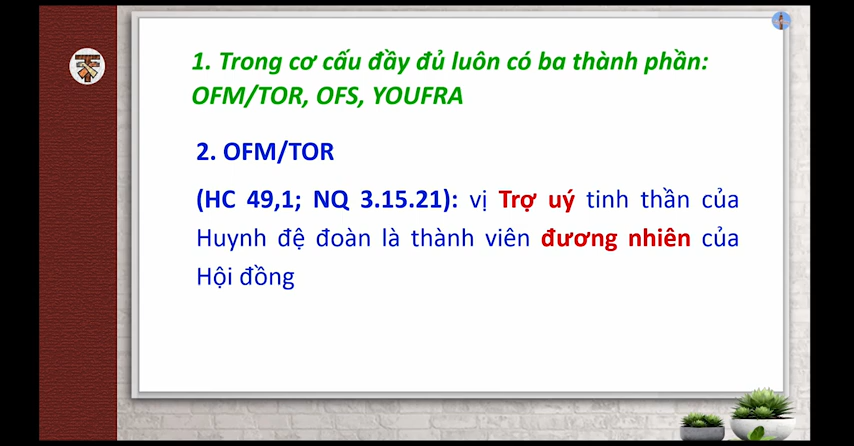 1. Trong cơ cấu đầy đủ luôn có ba thành phần:
OFM/TOR, OFS, YOUFRA
2. OFM/TOR
(HC 49,1; NQ 3.15.21): vị Trợ uý tinh thần của
Huynh đệ đoàn là thành viên đương nhiên của
Hội đồng